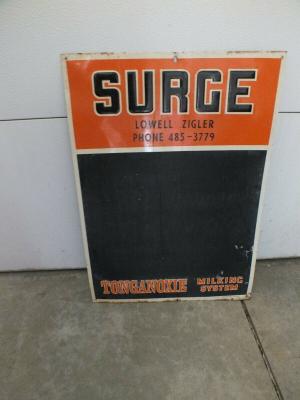 SURGE
LOWELL ZIGLER
PHONE 485-3779
TONGANOXIE MILKING
SYSTEM